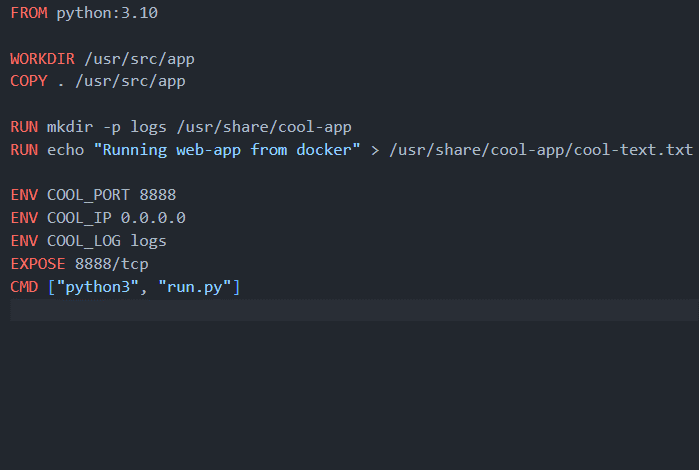 FROM python:3.10
WORKDIR /usr/src/app
COPY . /usr/src/app
RUN mkdir -p logs /usr/share/cool-app
RUN echo "Running web-app from docker" > /usr/share/cool-app/cool-text.txt
ENV COOL_PORT 8888
ENV COOL_IP 0.0.0.0
ENV COOL_LOG logs
EXPOSE 8888/tcp
CMD ["python3", "run.py"]